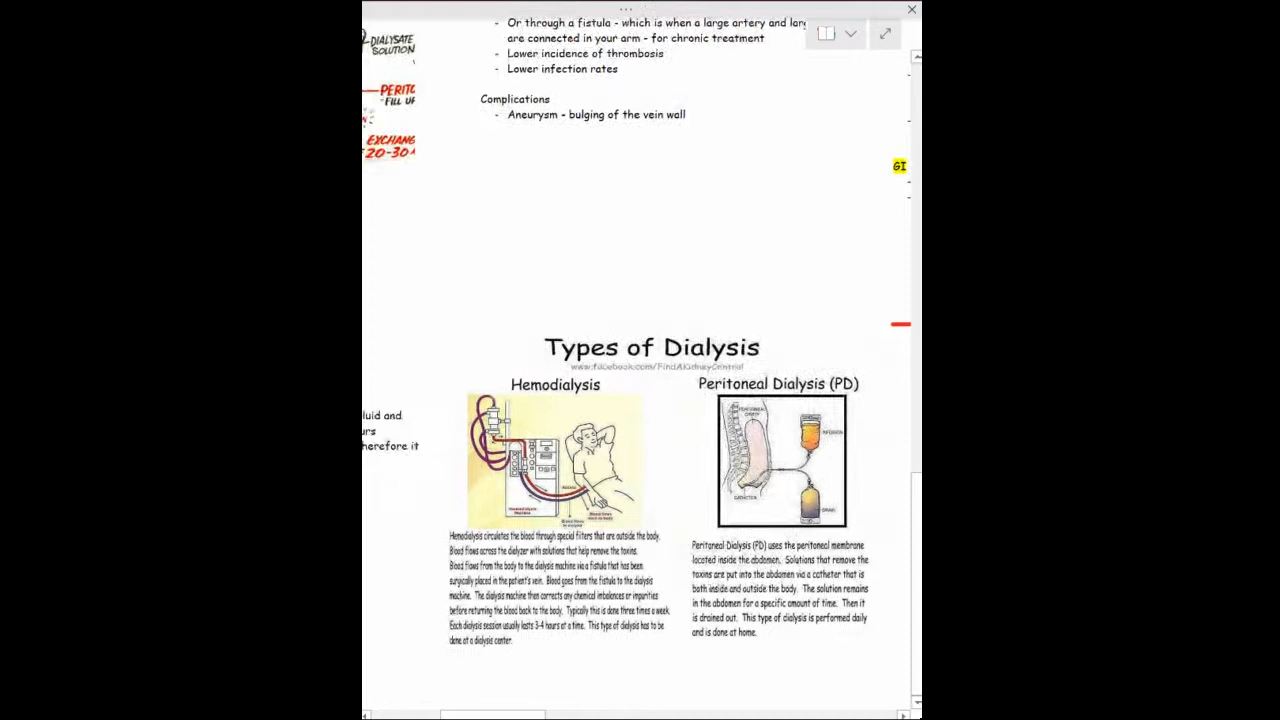 - Or through a fistula - which is when a large artery and
are connected in your arm - for chronic treatment
- Lower incidence of thrombosis
- Lower infection rates
Complications
- Aneurysm - bulging of the vein wall
DIALYSATE
SOLUTION
- FILL
20-30
GI
and
Types of Dialysis
www.facebook.com/FindAKidneyCentral
Hemodialysis
Peritoneal Dialysis (PD)
PERITONEAL
CAVITY
INFUSION
CATHETER
DRAIN
Hemodialysis circulates the blood through special filters that are outside the body.
Blood flows across the dialyzer with solutions that help remove the toxins.
Blood flows from the body to the dialysis machine via a fistula that has been
surgically placed in the patient's vein. Blood goes from the fistula to the dialysis
machine. The dialysis machine then corrects any chemical imbalances or impurities
before returning the blood back to the body. Typically this is done three times a week.
Each dialysis session usually lasts 3-4 hours at a time. This type of dialysis has to be
done at a dialysis center.
Peritoneal Dialysis (PD) uses the peritoneal membrane
located inside the abdomen. Solutions that remove the
toxins are put into the abdomen via a catheter that is
both inside and outside the body. The solution remains
in the abdomen for a specific amount of time. Then it
is drained out. This type of dialysis is performed daily
and is done at home.